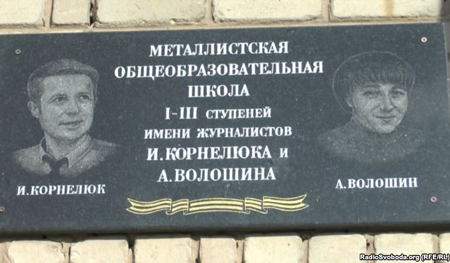 МЕТАЛЛИСТСКАЯ
ОБЩЕОБРАЗОВАТЕЛЬНАЯ
ШКОЛА
I-III СТУПЕНЕЙ
ИМЕНИ ЖУРНАЛИСТОВ
И.КОРНЕЛЮКА И
А.ВОЛОШИНА
И.КОРНЕЛЮК
А.ВОЛОШИН
RadioSvoboda.org (RFE/RL)